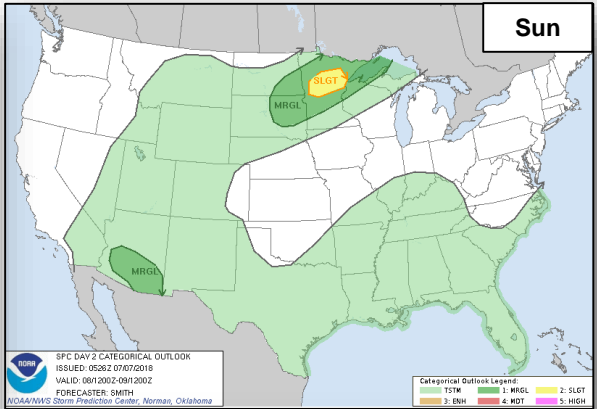 Sun
SLGT
MRGL
MRGL
NOAA
SPC DAY 2 CATEGORICAL OUTLOOK
ISSUED: 0526Z 07/07/2018
VALID: 08/1200Z-09/1200Z
FORECASTER: SMITH
NOAA/NWS Storm Prediction Center, Norman, Oklahoma
Categorical Outlook Legend:
TSTM 1: MRGL 2: SLGT
3: ENH 4: MDT 5: HIGH